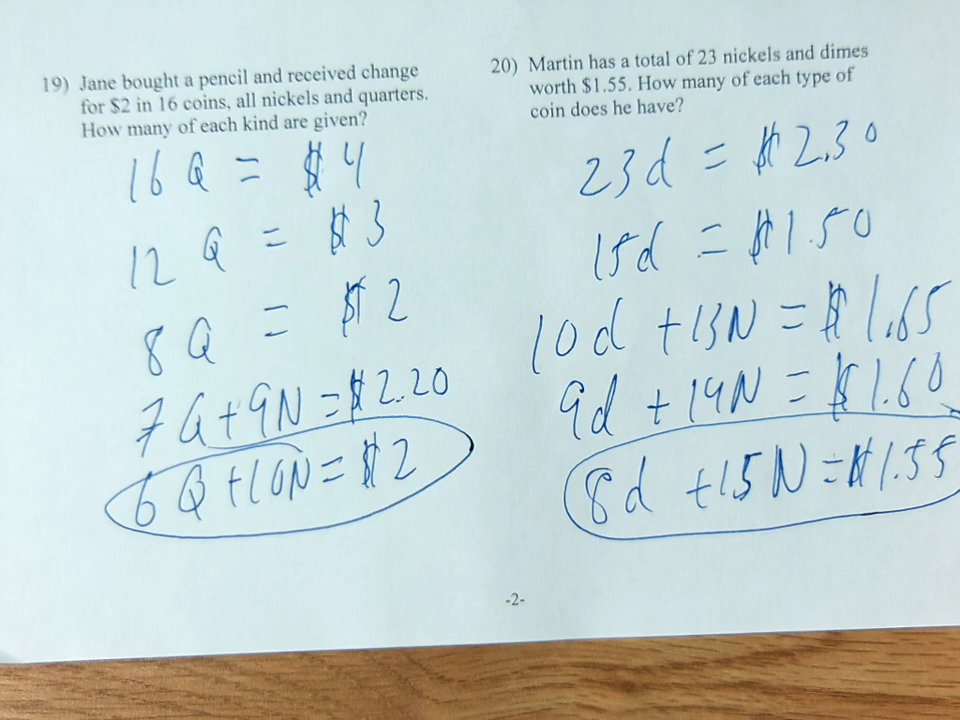 19) Jane bought a pencil and received change
for $2 in 16 coins, all nickels and quarters.
How many of each kind are given?
16 Q = $4
12 Q = $3
8 Q = $2
7Q+9N=$2.20
6Q+10N=$2
20) Martin has a total of 23 nickels and dimes
worth $1.55. How many of each type of
coin does he have?
23d = $2.30
15d = $1.50
10d +13N = $1.65
9d + 14N = $1.60
8d +15N=$1.55
-2-